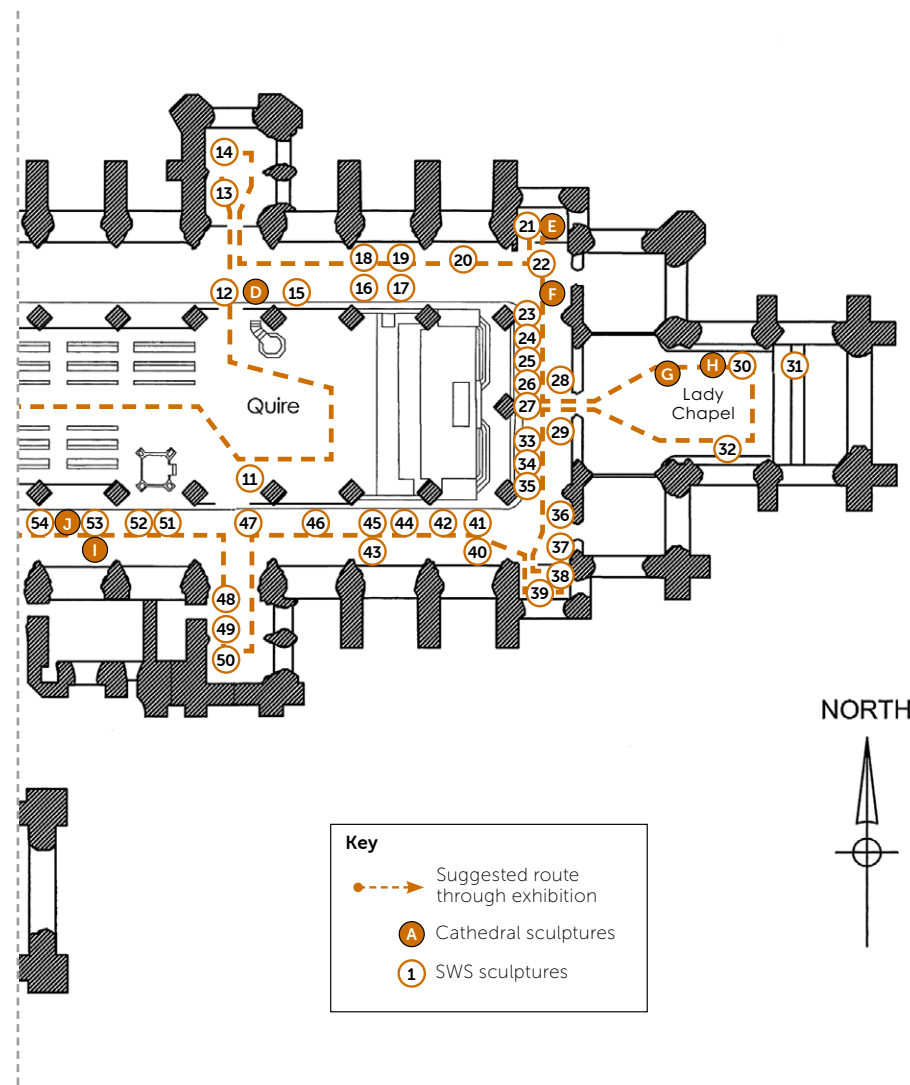 14
13
21 E
18 19 20 22
12 D 15 16 17 F
23
24
25
26 28
27
G H 30 31
Lady
Chapel
Quire
29
33
34
32
35
11
36
54 J 53 52 51 47 46 45 44 42 41
I 43 40 37
38
39
48
49
50
NORTH
Key
Suggested route
through exhibition
A Cathedral sculptures
1 SWS sculptures